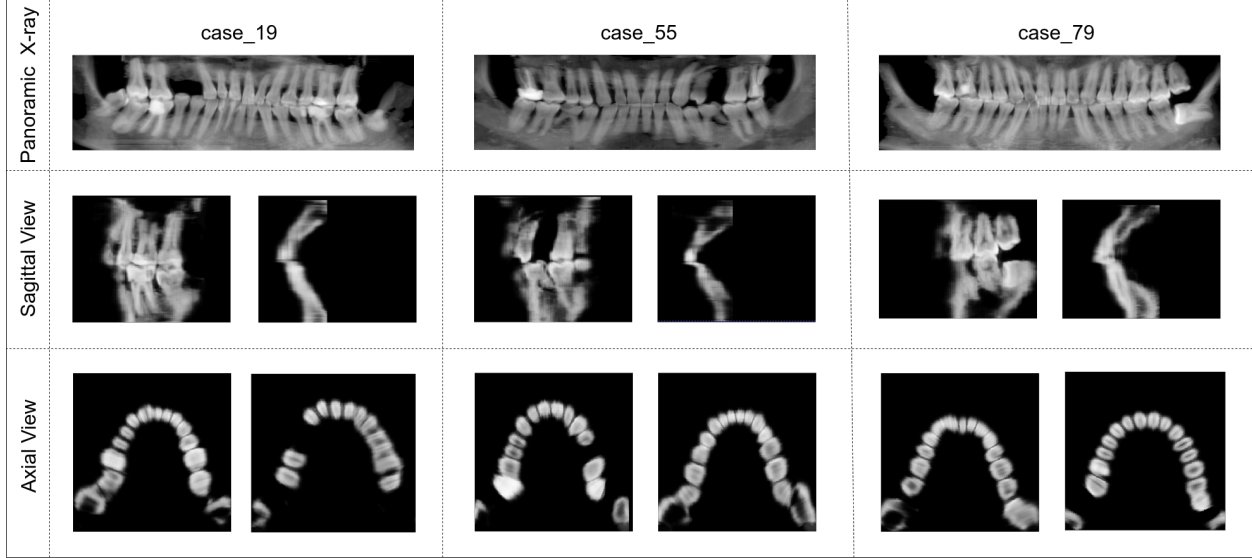 case_19
case_55
case_79
Panoramic X-ray
Sagittal View
Axial View